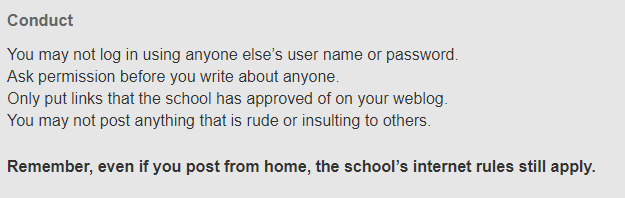 Conduct
You may not log in using anyone else’s user name or password.
Ask permission before you write about anyone.
Only put links that the school has approved of on your weblog.
You may not post anything that is rude or insulting to others.
Remember, even if you post from home, the school’s internet rules still apply.